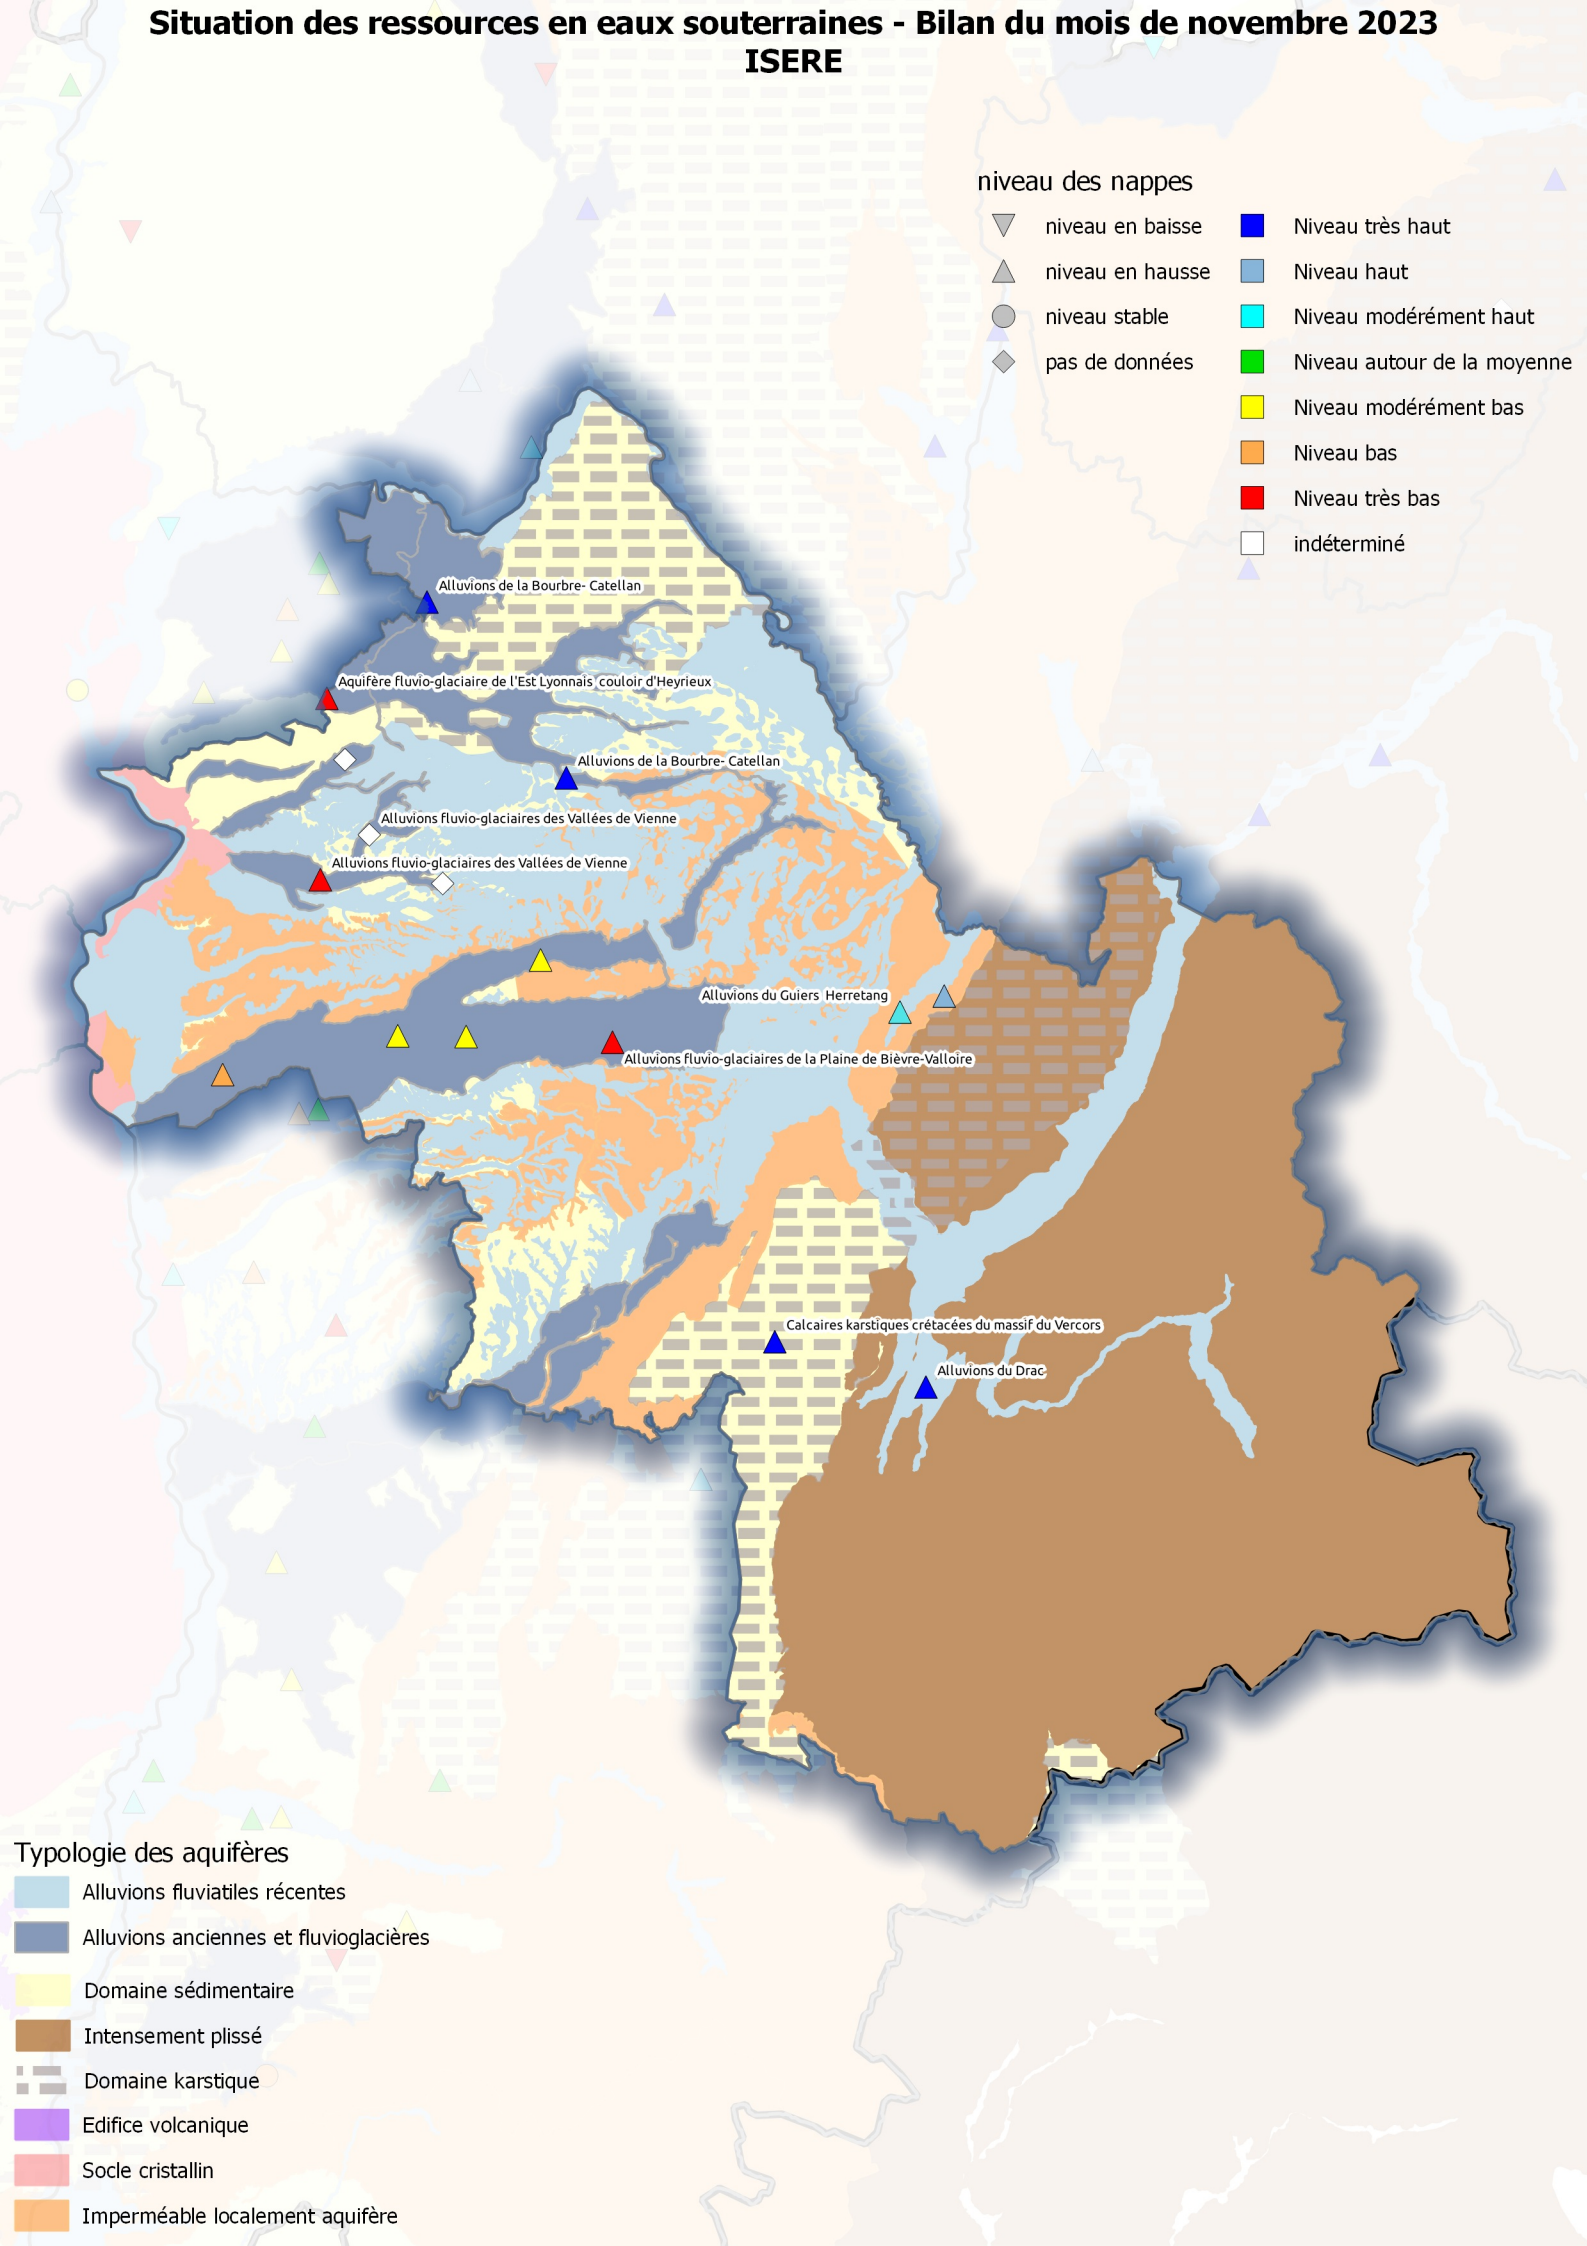 Situation des ressources en eaux souterraines - Bilan du mois de novembre 2023
ISERE
niveau des nappes
niveau en baisse
niveau en hausse
niveau stable
pas de données
Niveau très haut
Niveau haut
Niveau modérément haut
Niveau autour de la moyenne
Niveau modérément bas
Niveau bas
Niveau très bas
indéterminé
Alluvions de la Bourbre- Catellan
Aquifère fluvio-glaciaire de l'Est Lyonnais couloir d'Heyrieux
Alluvions de la Bourbre- Catellan
Alluvions fluvio-glaciaires des Vallées de Vienne
Alluvions fluvio-glaciaires des Vallées de Vienne
Alluvions du Guiers Herretang
Alluvions fluvio-glaciaires de la Plaine de Bièvre-Valloire
Calcaires karstiques crétacées du massif du Vercors
Alluvions du Drac
Typologie des aquifères
Alluvions fluviatiles récentes
Alluvions anciennes et fluvioglacières
Domaine sédimentaire
Intensement plissé
Domaine karstique
Edifice volcanique
Socle cristallin
Imperméable localement aquifère